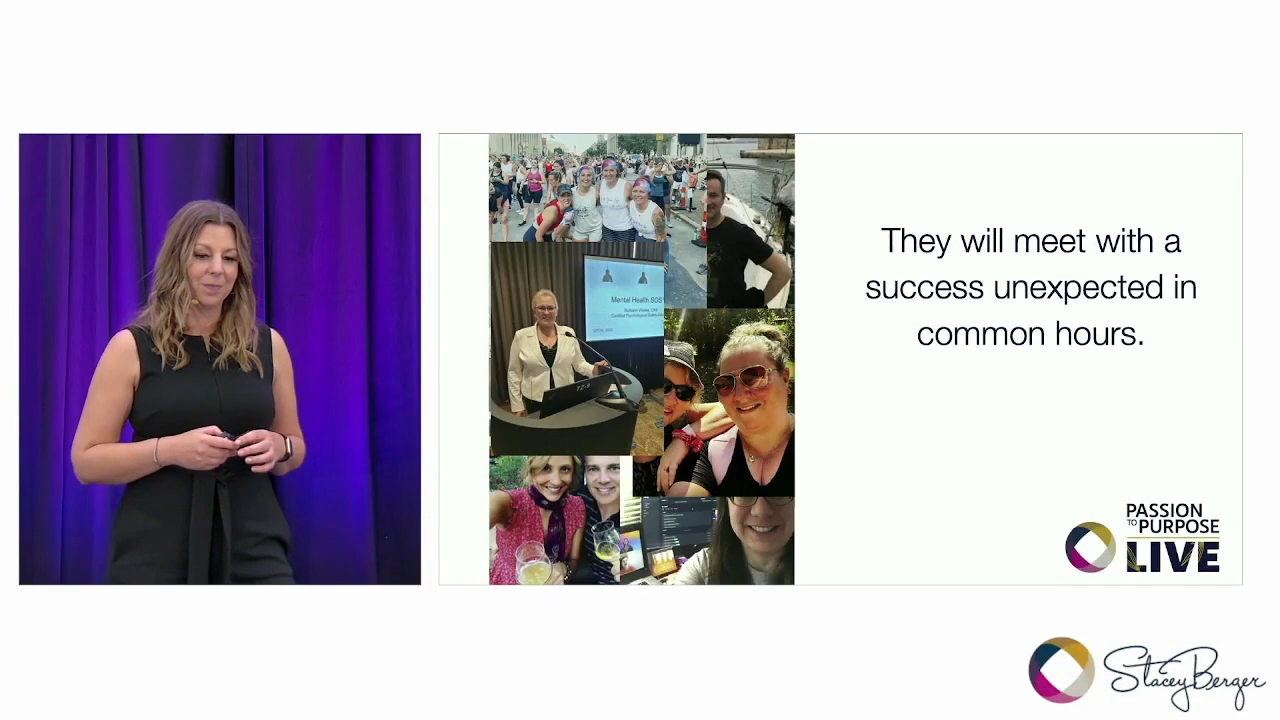 Mental Health SOS
They will meet with a
success unexpected in
common hours.
PASSION
TO PURPOSE
LIVE
Stacey Berger